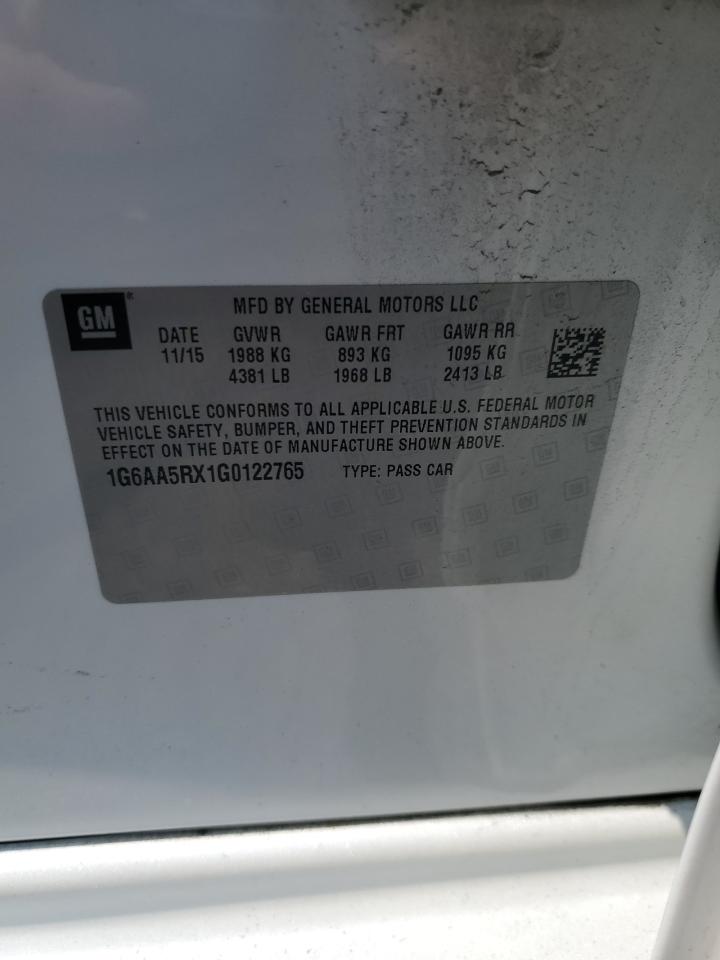 GM
MFD BY GENERAL MOTORS LLC
DATE GVWR GAWR FRT GAWR RR
11/15 1988 KG 893 KG 1095 KG
4381 LB 1968 LB 2413 LB
THIS VEHICLE CONFORMS TO ALL APPLICABLE U.S. FEDERAL MOTOR
VEHICLE SAFETY, BUMPER, AND THEFT PREVENTION STANDARDS IN
EFFECT ON THE DATE OF MANUFACTURE SHOWN ABOVE.
1G6AA5RX1G0122765 TYPE: PASS CAR